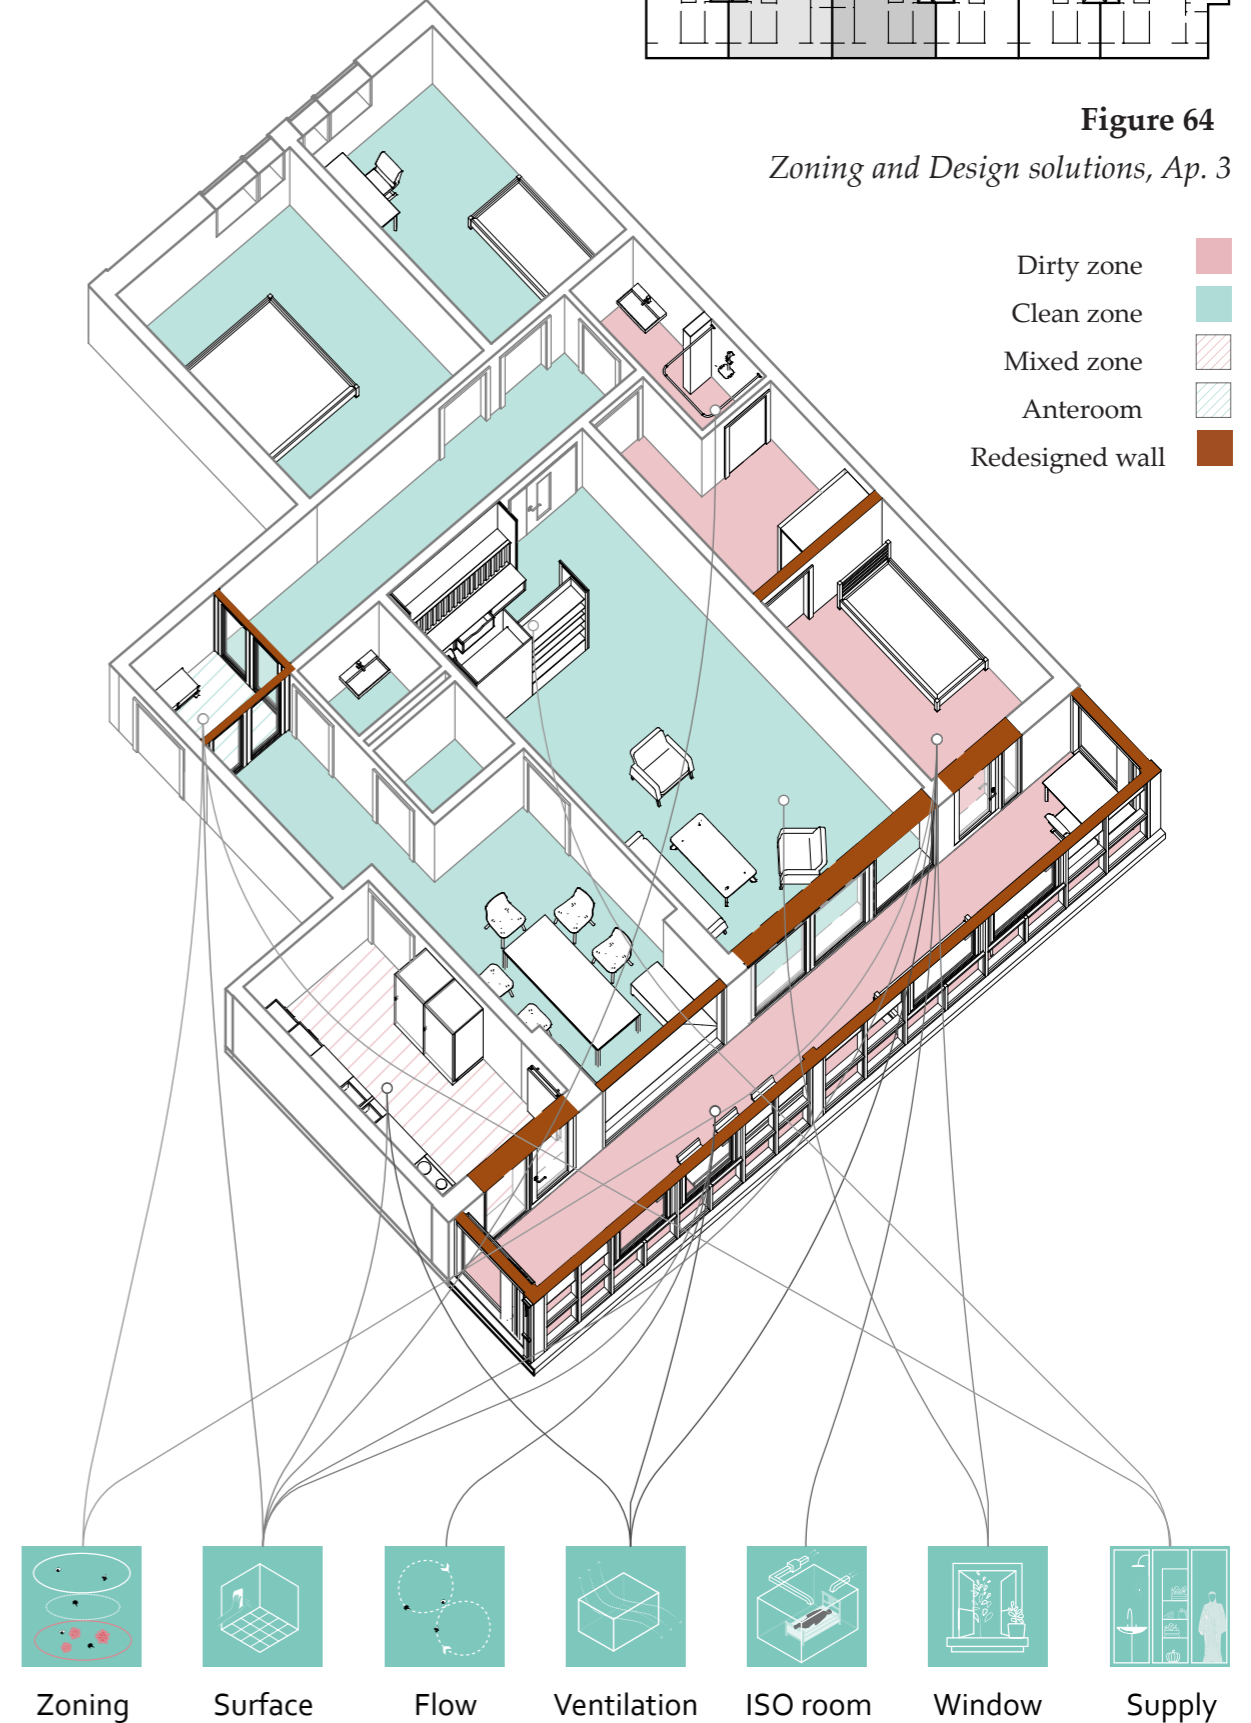 Figure 64
Zoning and Design solutions, Ap. 3
Dirty zone
Clean zone
Mixed zone
Anteroom
Redesigned wall
Zoning
Surface
Flow
Ventilation
ISO room
Window
Supply